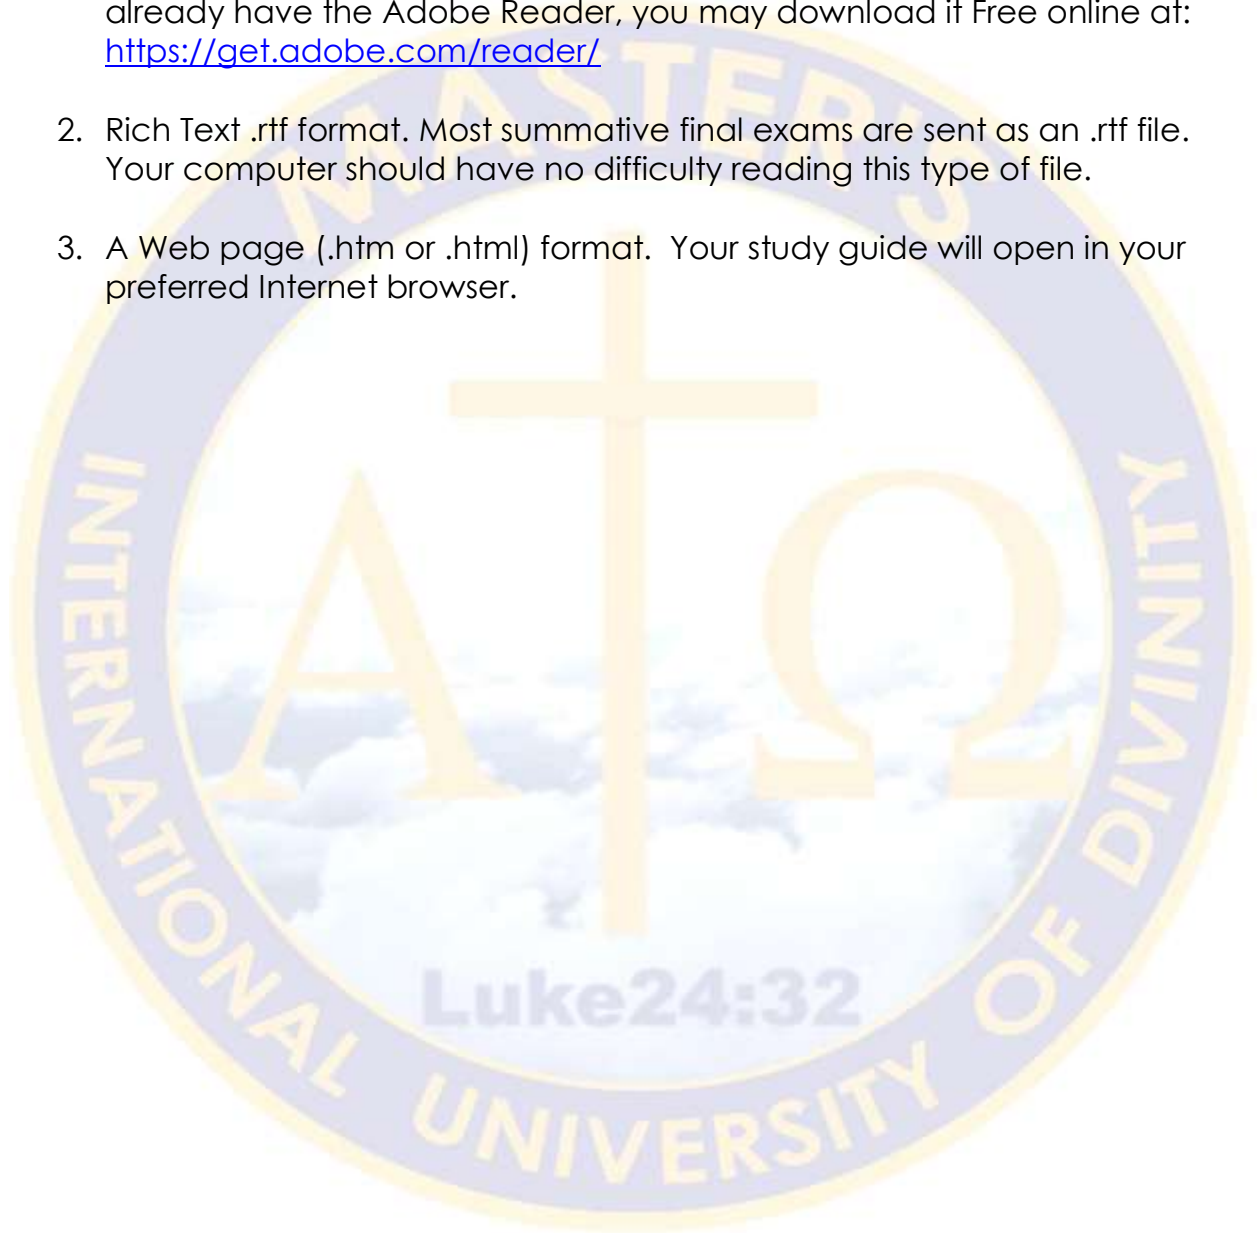 already have the Adobe Reader, you may download it Free online at:
https://get.adobe.com/reader/
2. Rich Text .rtf format. Most summative final exams are sent as an .rtf file.
Your computer should have no difficulty reading this type of file.
3. A Web page (.htm or .html) format. Your study guide will open in your
preferred Internet browser.
MASTER'S
INTERNATIONAL UNIVERSITY OF DIVINITY
Α Ω
Luke24:32